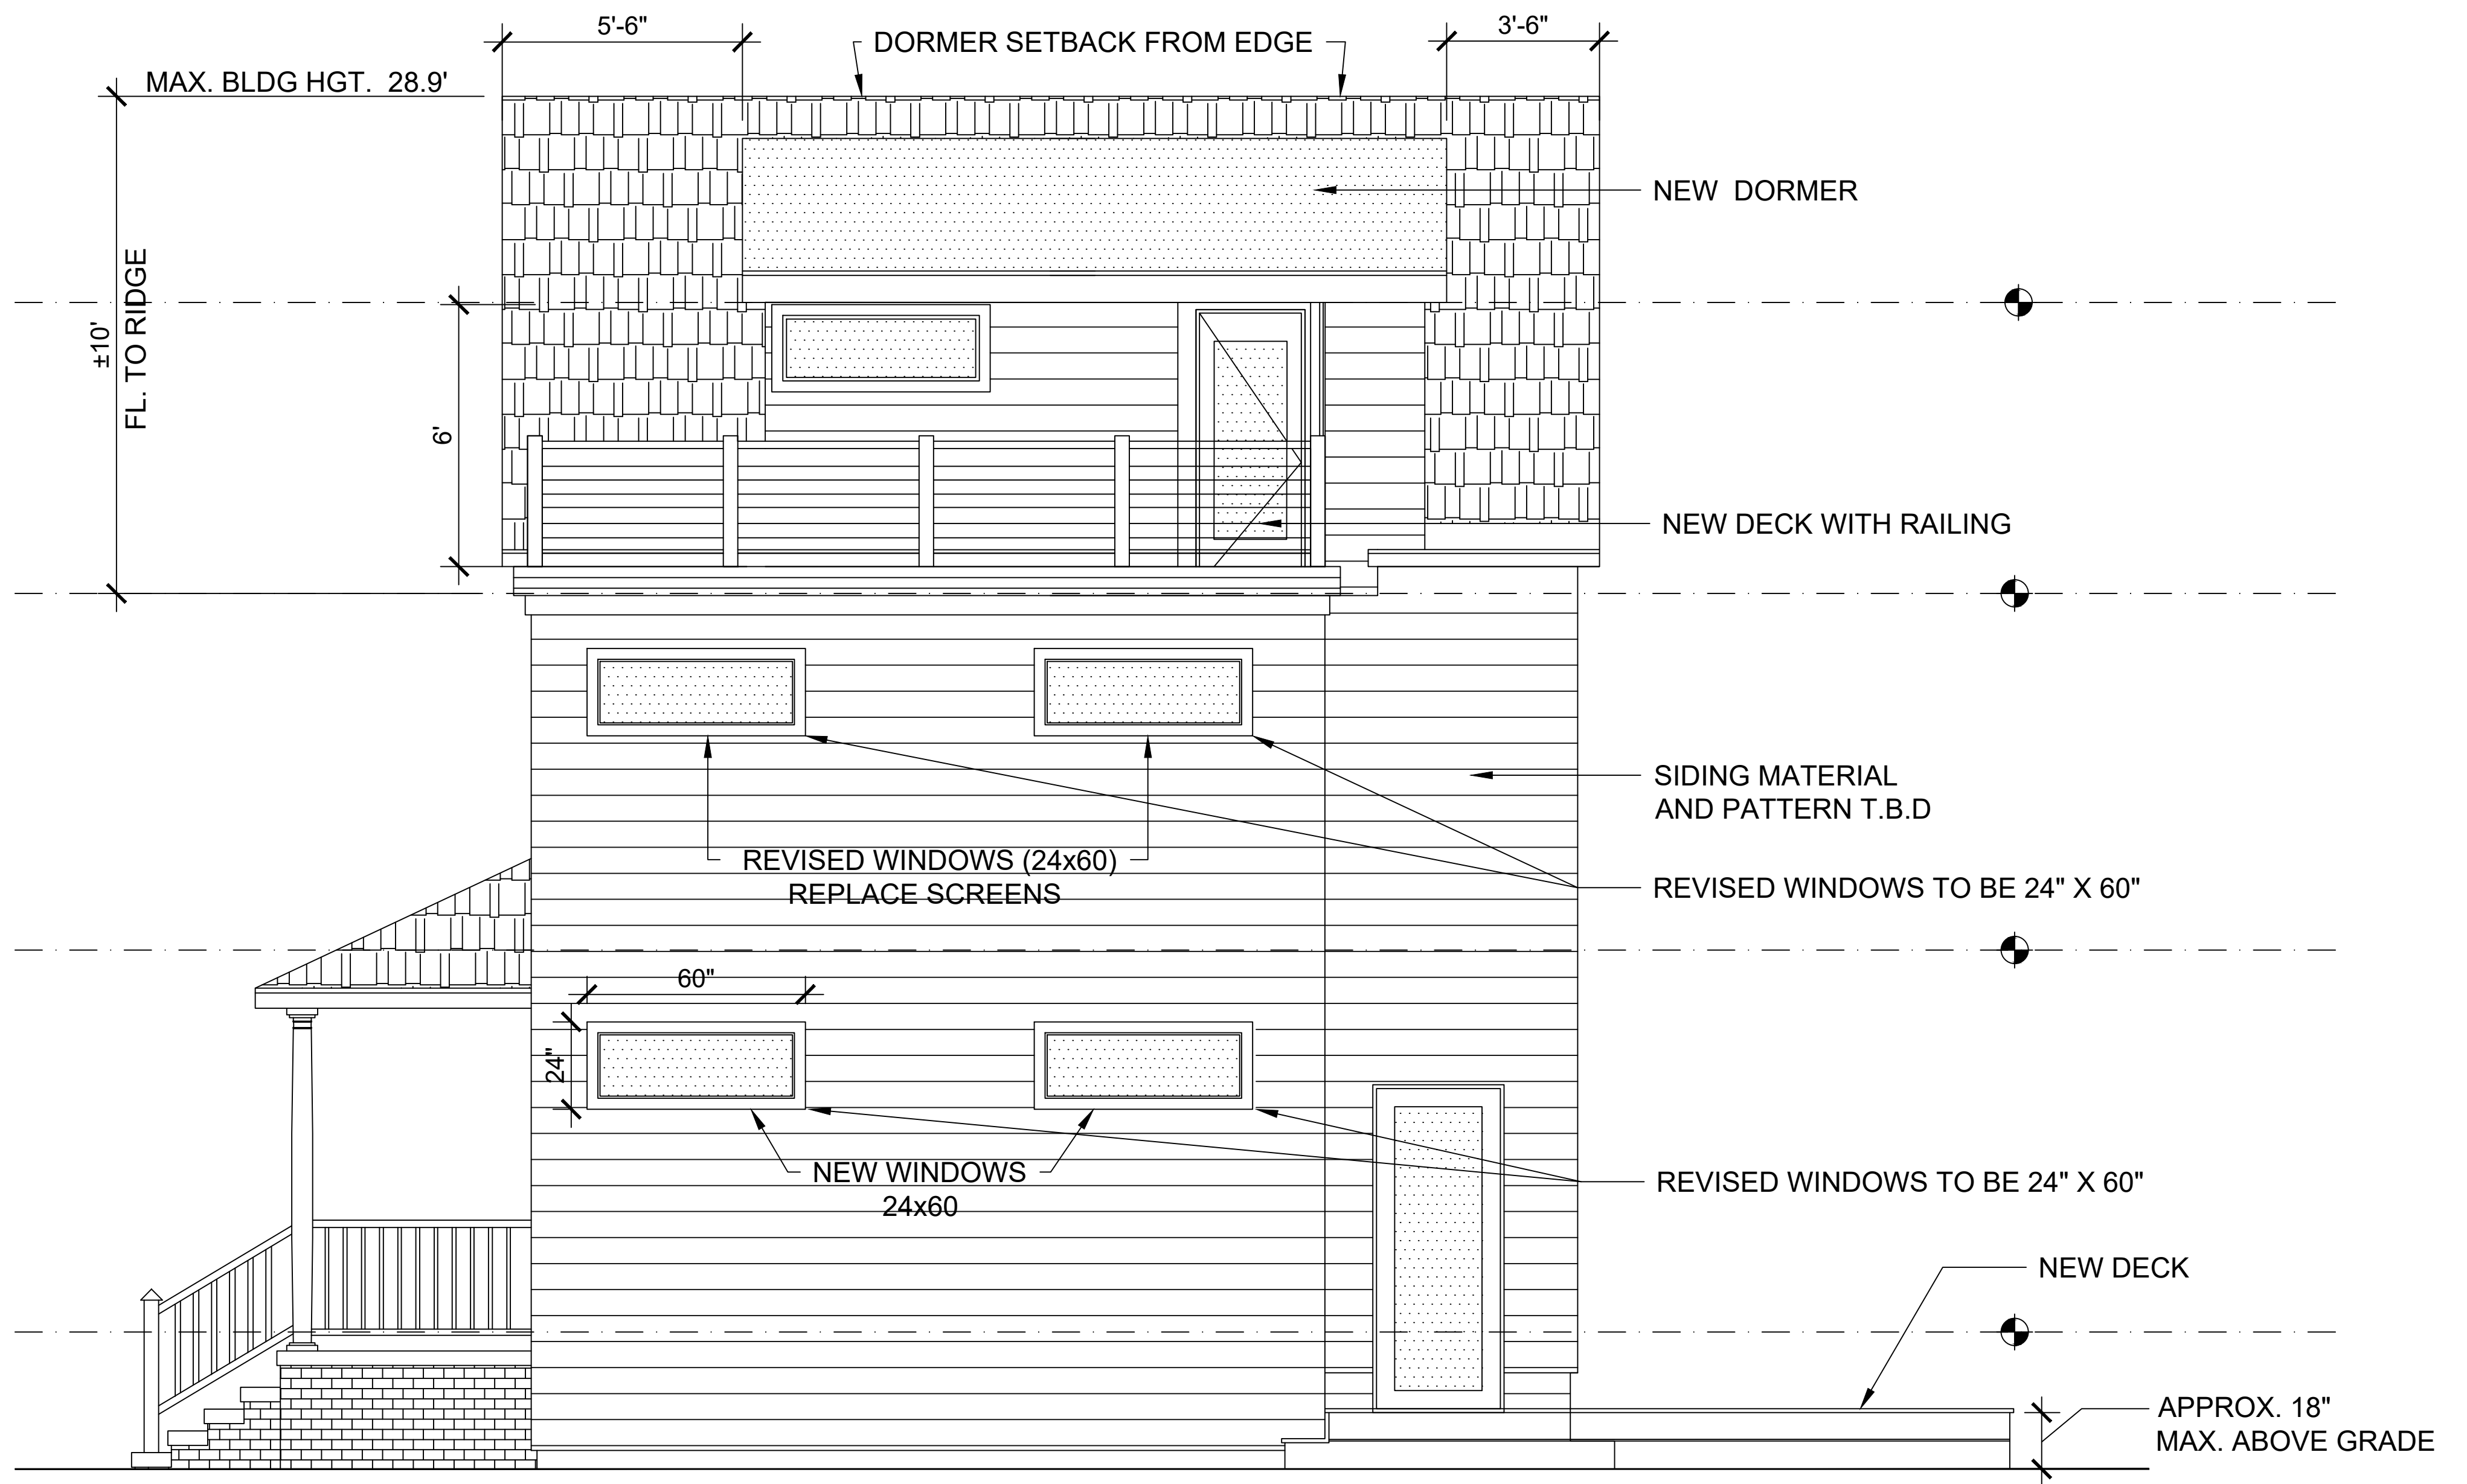 5'-6"
DORMER SETBACK FROM EDGE
3'-6"
MAX. BLDG HGT. 28.9'
NEW DORMER
±10'
FL. TO RIDGE
6'
NEW DECK WITH RAILING
SIDING MATERIAL
AND PATTERN T.B.D
REVISED WINDOWS (24x60)
REPLACE SCREENS
REVISED WINDOWS TO BE 24" X 60"
60"
24"
NEW WINDOWS
24x60
REVISED WINDOWS TO BE 24" X 60"
NEW DECK
APPROX. 18"
MAX. ABOVE GRADE